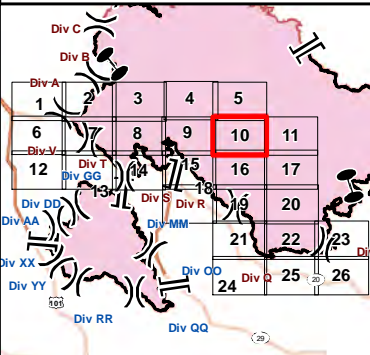 Div C
Div B
Div A
1
2
3
4
5
6
7
8
9
10
11
Div V
12
Div T
Div GG
13
14
15
16
17
Div S
18
Div R
19
20
Div DD
Div AA
Div MM
21
22
23
Div XX
Div YY
Div OO
Div Q
24
25
20
26
101
Div RR
Div QQ
29